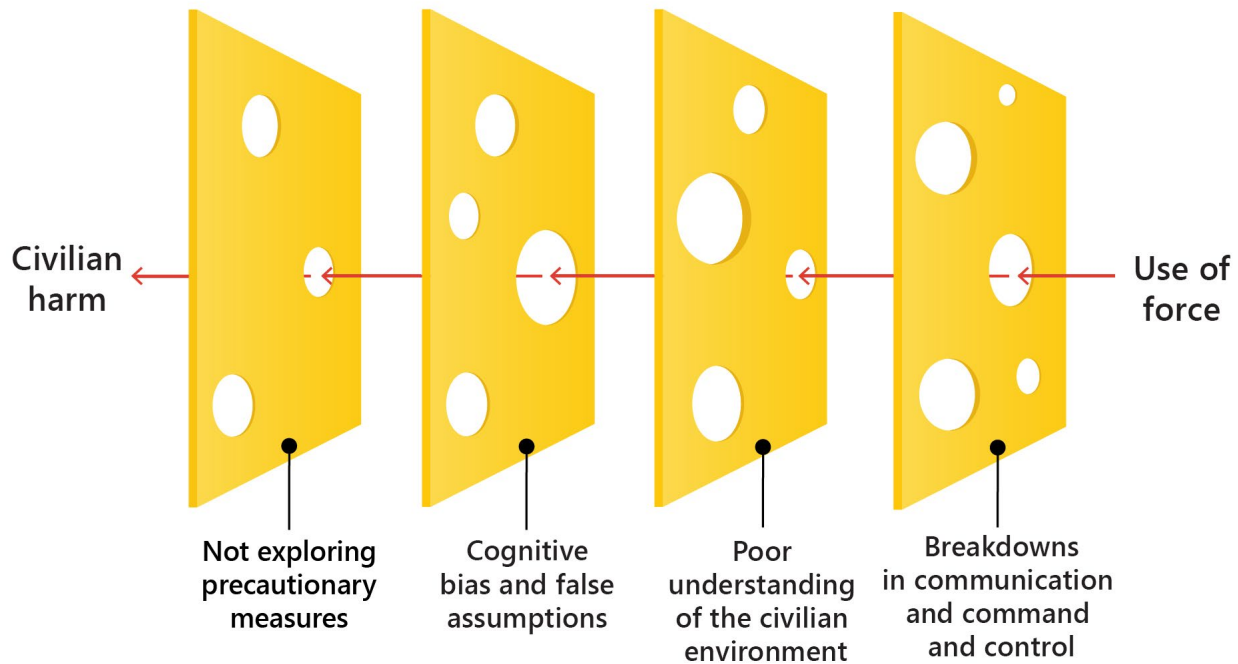 Civilian
harm
Use of
force
Not exploring
precautionary
measures
Cognitive
bias and false
assumptions
Poor
understanding
of the civilian
environment
Breakdowns
in communication
and command
and control